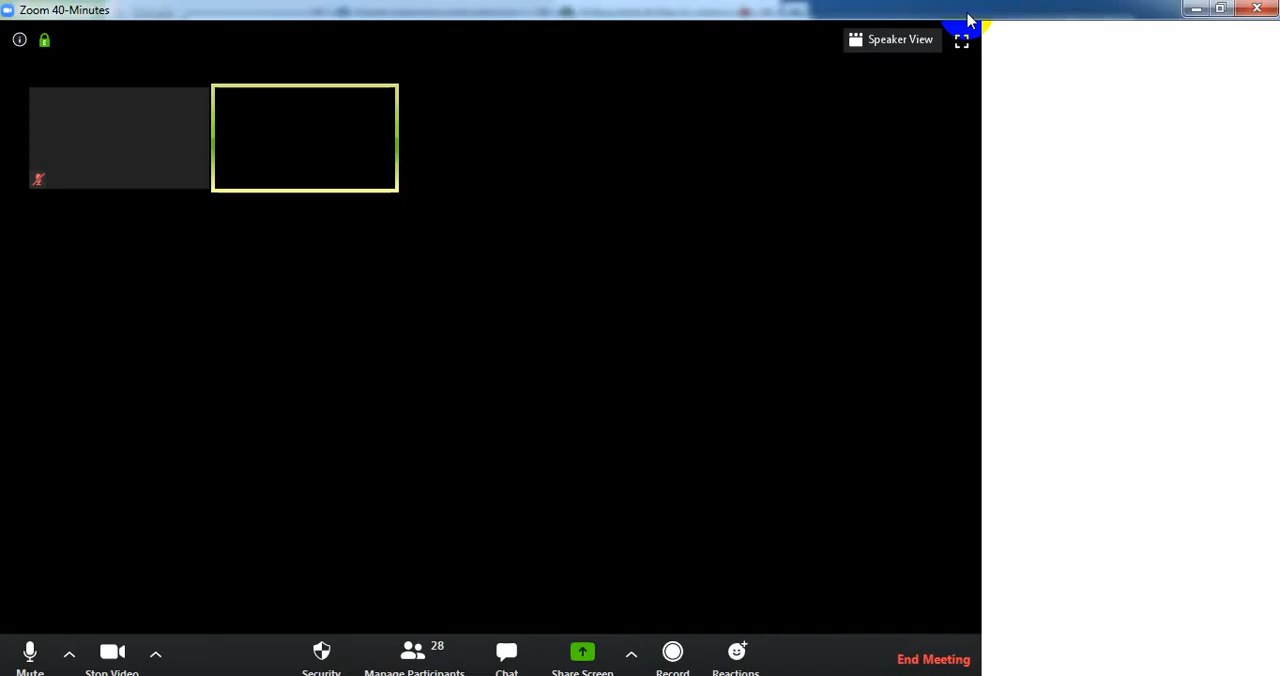 Zoom 40-Minutes
Speaker View
E
28
Mute
Stop Video
Security
Manage Participants
Chat
Share Screen
Record
Reactions
End Meeting